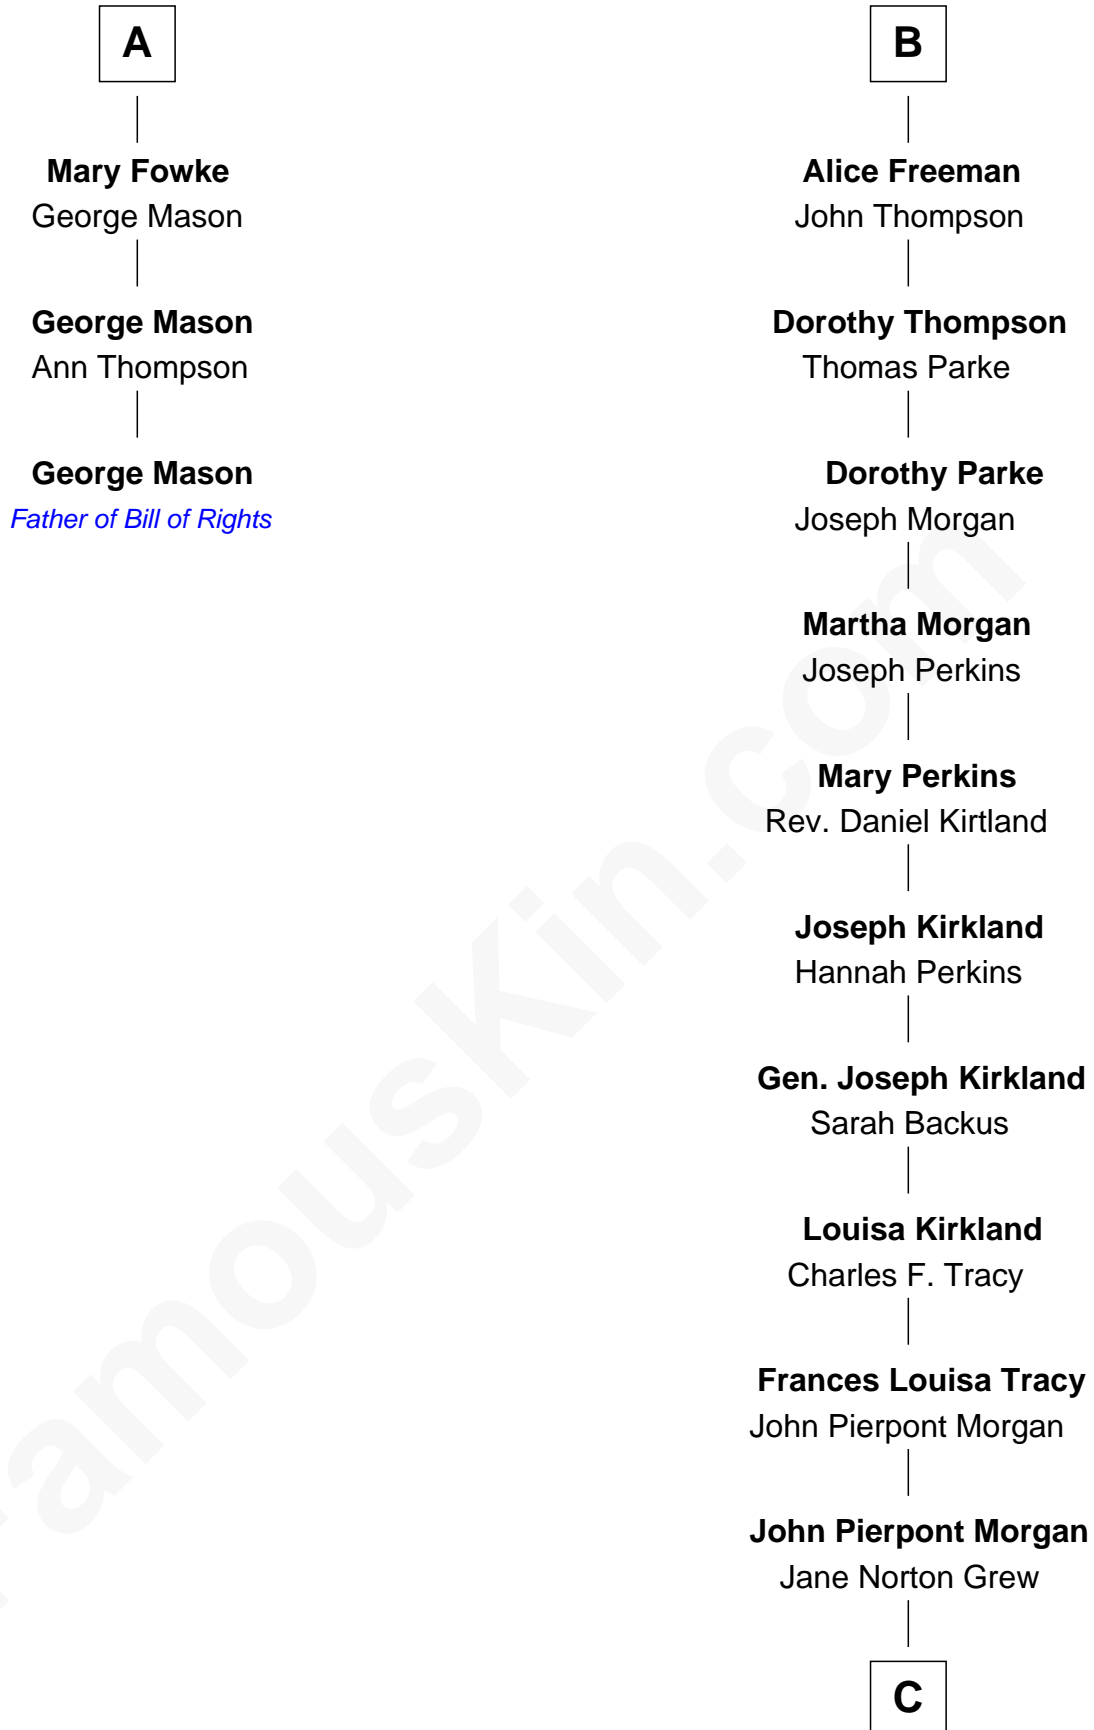 A
Mary Fowke
George Mason
George Mason
Ann Thompson
George Mason
Father of Bill of Rights
B
Alice Freeman
John Thompson
Dorothy Thompson
Thomas Parke
Dorothy Parke
Joseph Morgan
Martha Morgan
Joseph Perkins
Mary Perkins
Rev. Daniel Kirtland
Joseph Kirkland
Hannah Perkins
Gen. Joseph Kirkland
Sarah Backus
Louisa Kirkland
Charles F. Tracy
Frances Louisa Tracy
John Pierpont Morgan
John Pierpont Morgan
Jane Norton Grew
C
FamousKin.com